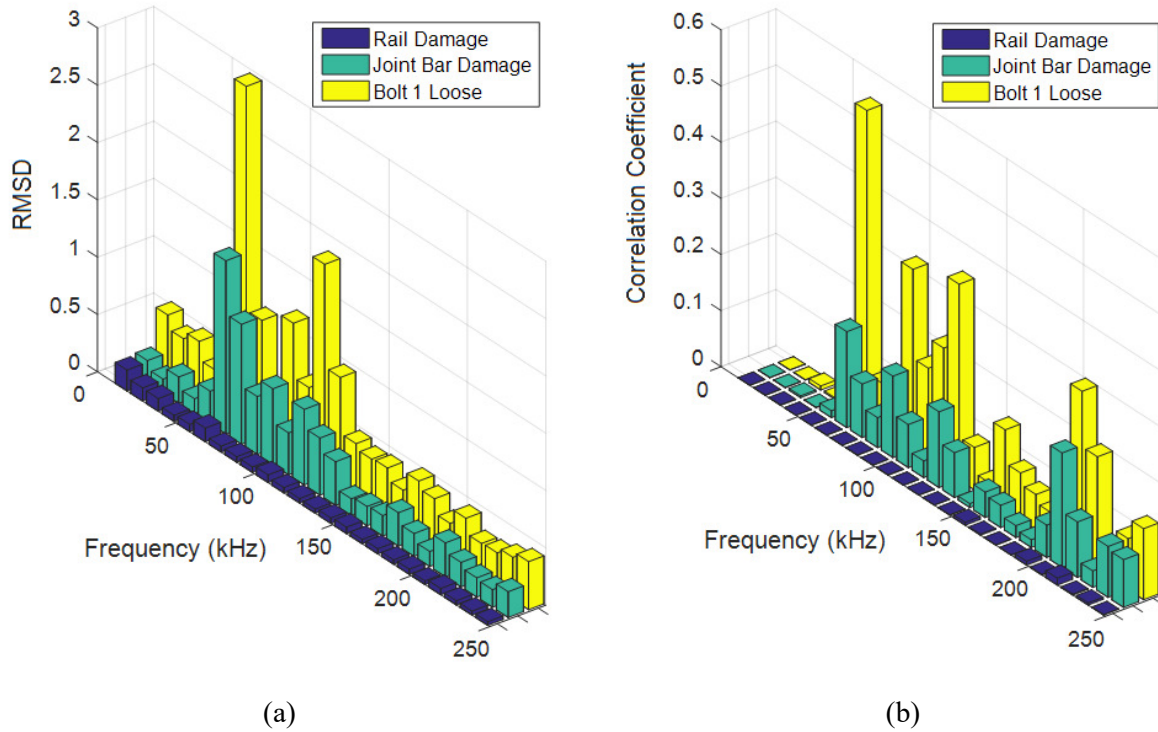 3
2.5
2
1.5
1
0.5
0
RMSD
Rail Damage
Joint Bar Damage
Bolt 1 Loose
0
50
100
150
200
250
Frequency (kHz)
(a)
0.6
0.5
0.4
0.3
0.2
0.1
0
Correlation Coefficient
Rail Damage
Joint Bar Damage
Bolt 1 Loose
0
50
100
150
200
250
Frequency (kHz)
(b)